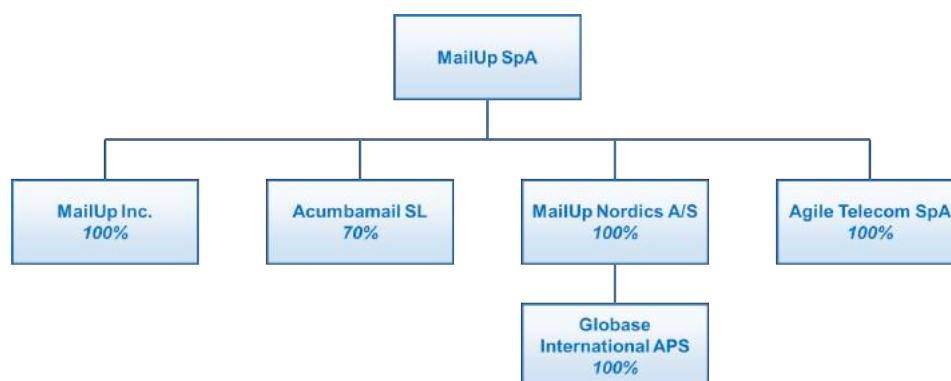 MailUp SpA
MailUp Inc.
100%
Acumbamail SL
70%
MailUp Nordics A/S
100%
Agile Telecom SpA
100%
Globase
International APS
100%